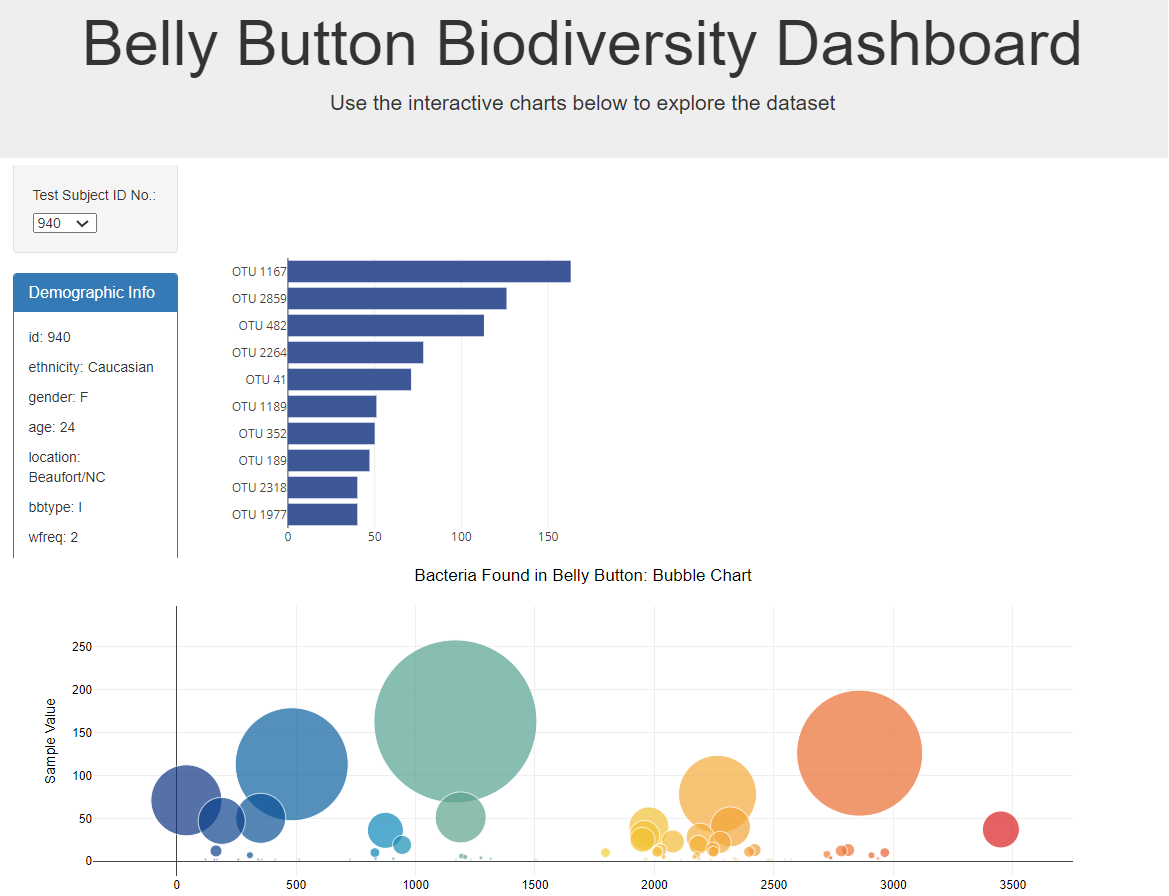 Belly Button Biodiversity Dashboard
Use the interactive charts below to explore the dataset
Test Subject ID No.:
940
Demographic Info
id: 940
ethnicity: Caucasian
gender: F
age: 24
location:
Beaufort/NC
bbtype: I
wfreq: 2
OTU 1167
OTU 2859
OTU 482
OTU 2264
OTU 41
OTU 1189
OTU 352
OTU 189
OTU 2318
OTU 1977
0 50 100 150
Bacteria Found in Belly Button: Bubble Chart
Sample Value
250
200
150
100
50
0
0 500 1000 1500 2000 2500 3000 3500